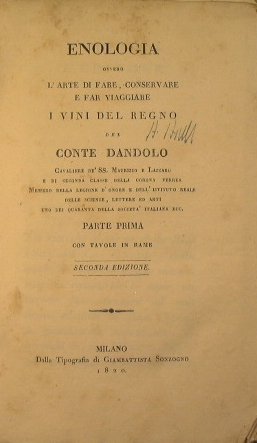 ENOLOGIA
OVVERO
L'ARTE DI FARE, CONSERVARE
E FAR VIAGGIARE
I VINI DEL REGNO
DEL
CONTE DANDOLO
CAVALIERE DE' SS. MAURIZIO E LAZZARO
E DI SECONDA CLASSE DELLA CORONA FERREA
MEMBRO DELLA LEGIONE D'ONORE E DELL'ISTITUTO REALE
DELLE SCIENZE, LETTERE ED ARTI
UNO DEI QUARANTA DELLA SOCIETA' ITALIANA ECC.
PARTE PRIMA
CON TAVOLE IN RAME
SECONDA EDIZIONE.
MILANO
Dalla Tipografia di GIAMBATTISTA SONZOGNO
1820.